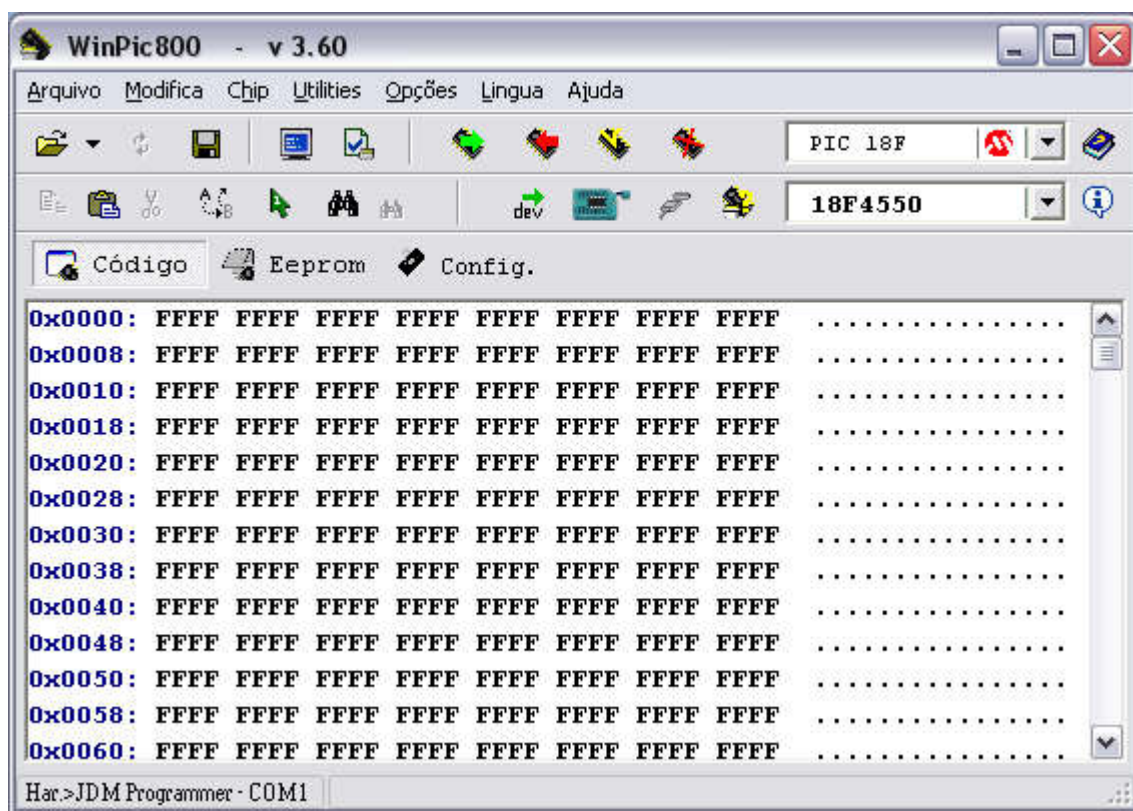 WinPic800 - v 3.60
Arquivo Modifica Chip Utilities Opções Lingua Ajuda
PIC 18F
dev 18F4550
Código Eeprom Config.
0x0000: FFFF FFFF FFFF FFFF FFFF FFFF FFFF FFFF ................
0x0008: FFFF FFFF FFFF FFFF FFFF FFFF FFFF FFFF ................
0x0010: FFFF FFFF FFFF FFFF FFFF FFFF FFFF FFFF ................
0x0018: FFFF FFFF FFFF FFFF FFFF FFFF FFFF FFFF ................
0x0020: FFFF FFFF FFFF FFFF FFFF FFFF FFFF FFFF ................
0x0028: FFFF FFFF FFFF FFFF FFFF FFFF FFFF FFFF ................
0x0030: FFFF FFFF FFFF FFFF FFFF FFFF FFFF FFFF ................
0x0038: FFFF FFFF FFFF FFFF FFFF FFFF FFFF FFFF ................
0x0040: FFFF FFFF FFFF FFFF FFFF FFFF FFFF FFFF ................
0x0048: FFFF FFFF FFFF FFFF FFFF FFFF FFFF FFFF ................
0x0050: FFFF FFFF FFFF FFFF FFFF FFFF FFFF FFFF ................
0x0058: FFFF FFFF FFFF FFFF FFFF FFFF FFFF FFFF ................
0x0060: FFFF FFFF FFFF FFFF FFFF FFFF FFFF FFFF ................
Har.>JDM Programmer - COM1